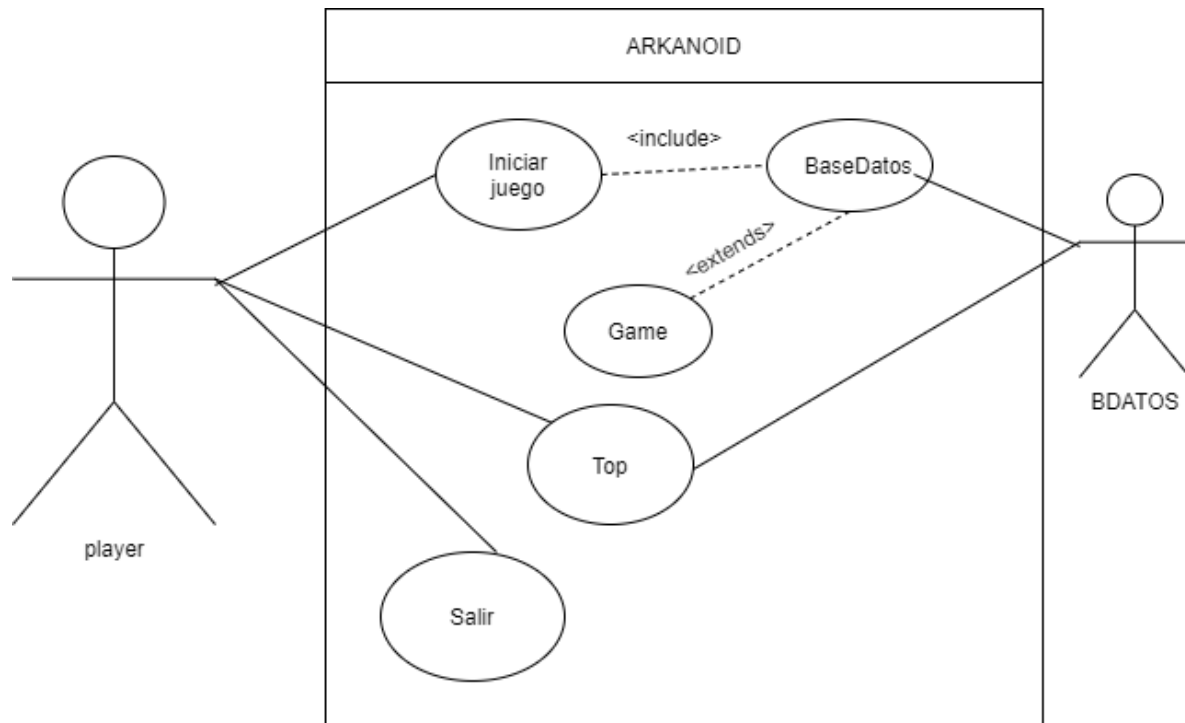 ARKANOID
Iniciar
juego
<include>
BaseDatos
<extends>
Game
BDATOS
Top
player
Salir